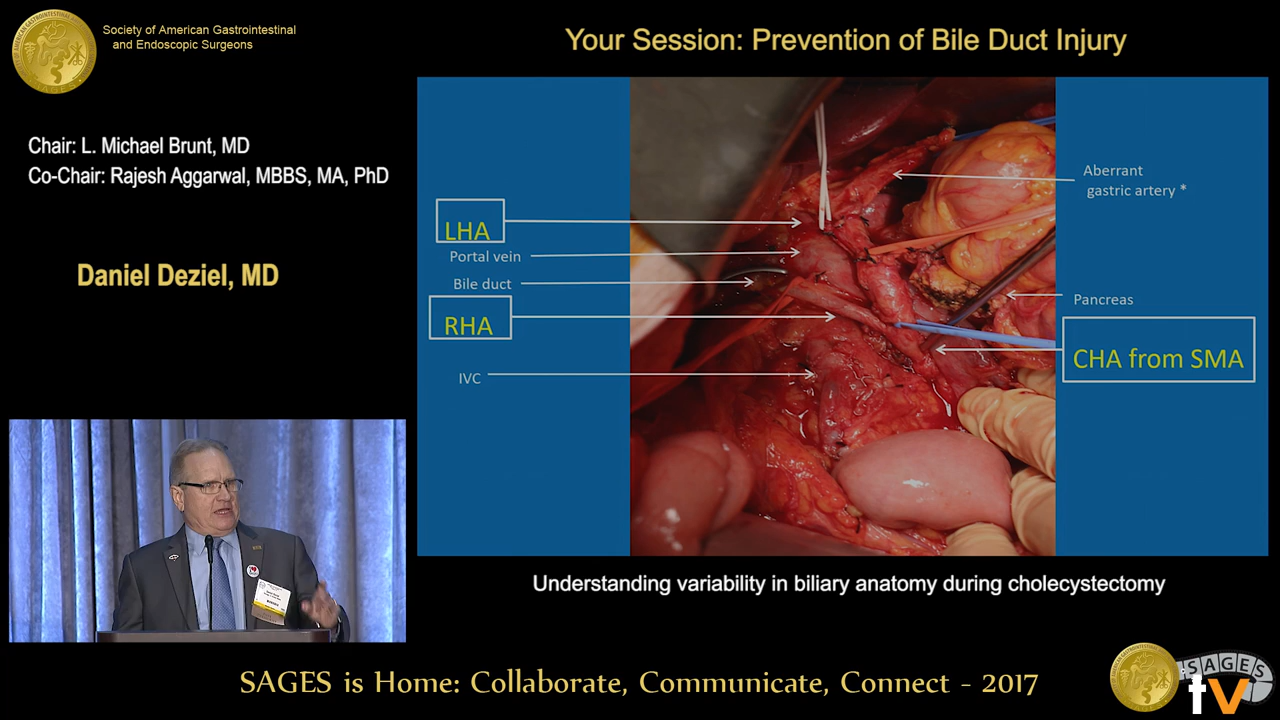 Society of American Gastrointestinal
and Endoscopic Surgeons
Your Session: Prevention of Bile Duct Injury
Chair: L. Michael Brunt, MD
Co-Chair: Rajesh Aggarwal, MBBS, MA, PhD
Daniel Deziel, MD
LHA
Portal vein
Bile duct
RHA
IVC
Aberrant
gastric artery *
Pancreas
CHA from SMA
Understanding variability in biliary anatomy during cholecystectomy
SAGES is Home: Collaborate, Communicate, Connect - 2017
SAGES
tv